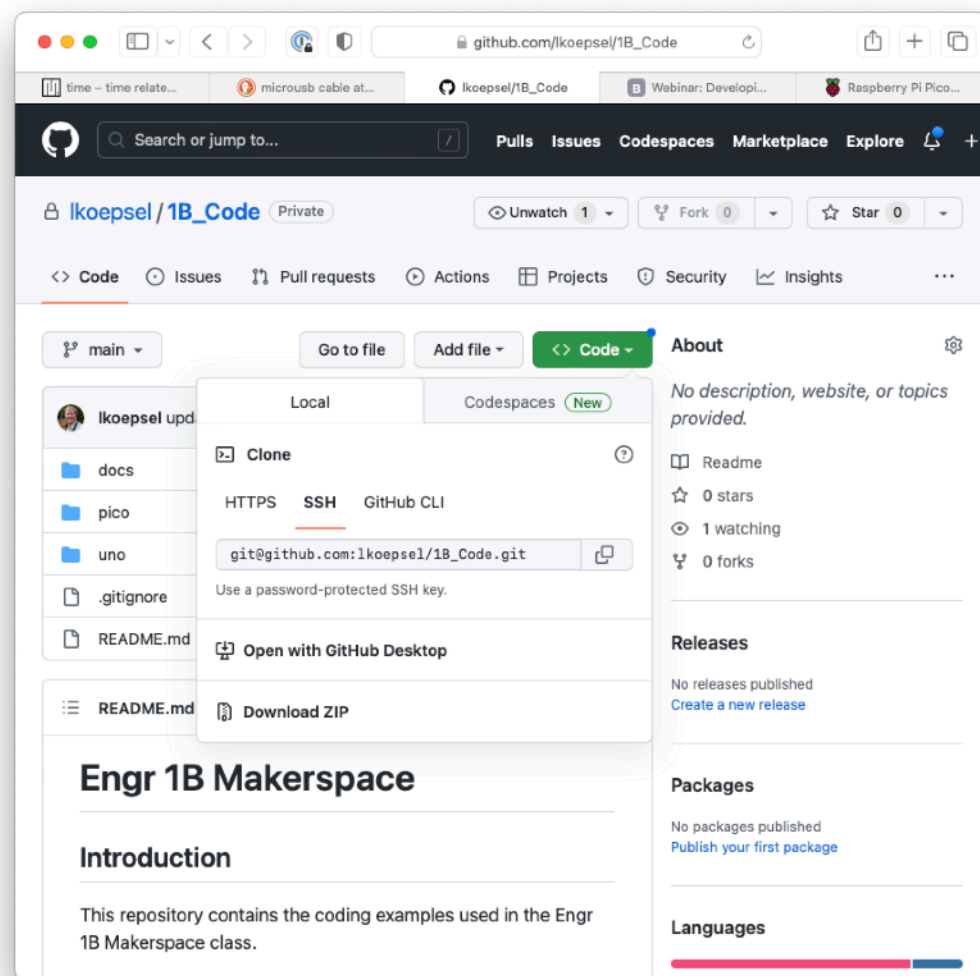 github.com/lkoepsel/1B_Code
time – time relate...
microusb cable at...
lkoepsel/1B_Code
B Webinar: Developi...
Raspberry Pi Pico...
Search or jump to...
/
Pulls Issues Codespaces Marketplace Explore
lkoepsel / 1B_Code Private
Unwatch 1
Fork 0
Star 0
<> Code Issues Pull requests Actions Projects Security Insights ...
main
Go to file
Add file
<> Code
About
No description, website, or topics
provided.
Readme
0 stars
1 watching
0 forks
Releases
No releases published
Create a new release
Packages
No packages published
Publish your first package
Languages
Local
Codespaces New
Clone
HTTPS SSH GitHub CLI
git@github.com:lkoepsel/1B_Code.git
Use a password-protected SSH key.
Open with GitHub Desktop
Download ZIP
lkoepsel upd
docs
pico
uno
.gitignore
README.md
README.md
Engr 1B Makerspace
Introduction
This repository contains the coding examples used in the Engr
1B Makerspace class.